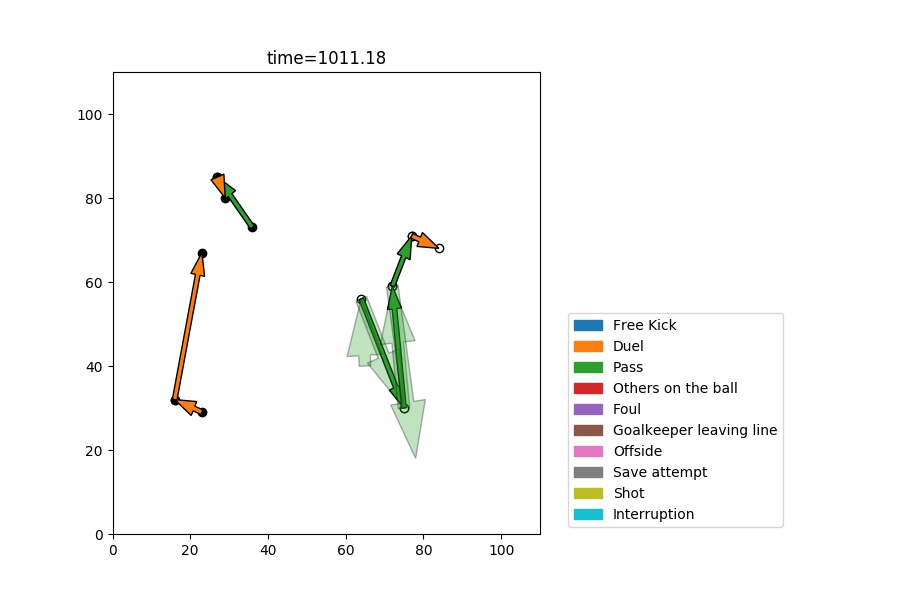 time=1011.18
100
80
60
40
20
0
0 20 40 60 80 100
Free Kick
Duel
Pass
Others on the ball
Foul
Goalkeeper leaving line
Offside
Save attempt
Shot
Interruption